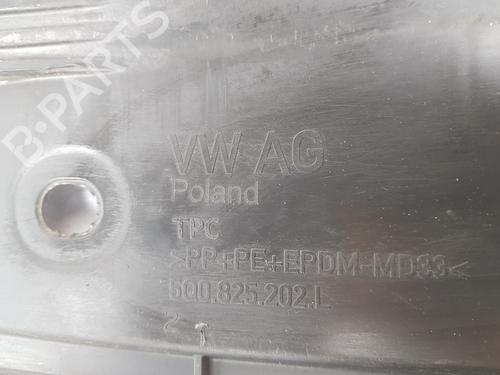 B-PARTS
VW AG
Poland
TPC
>PP+PE+EPDM-MD33<
5Q0.825.202.L